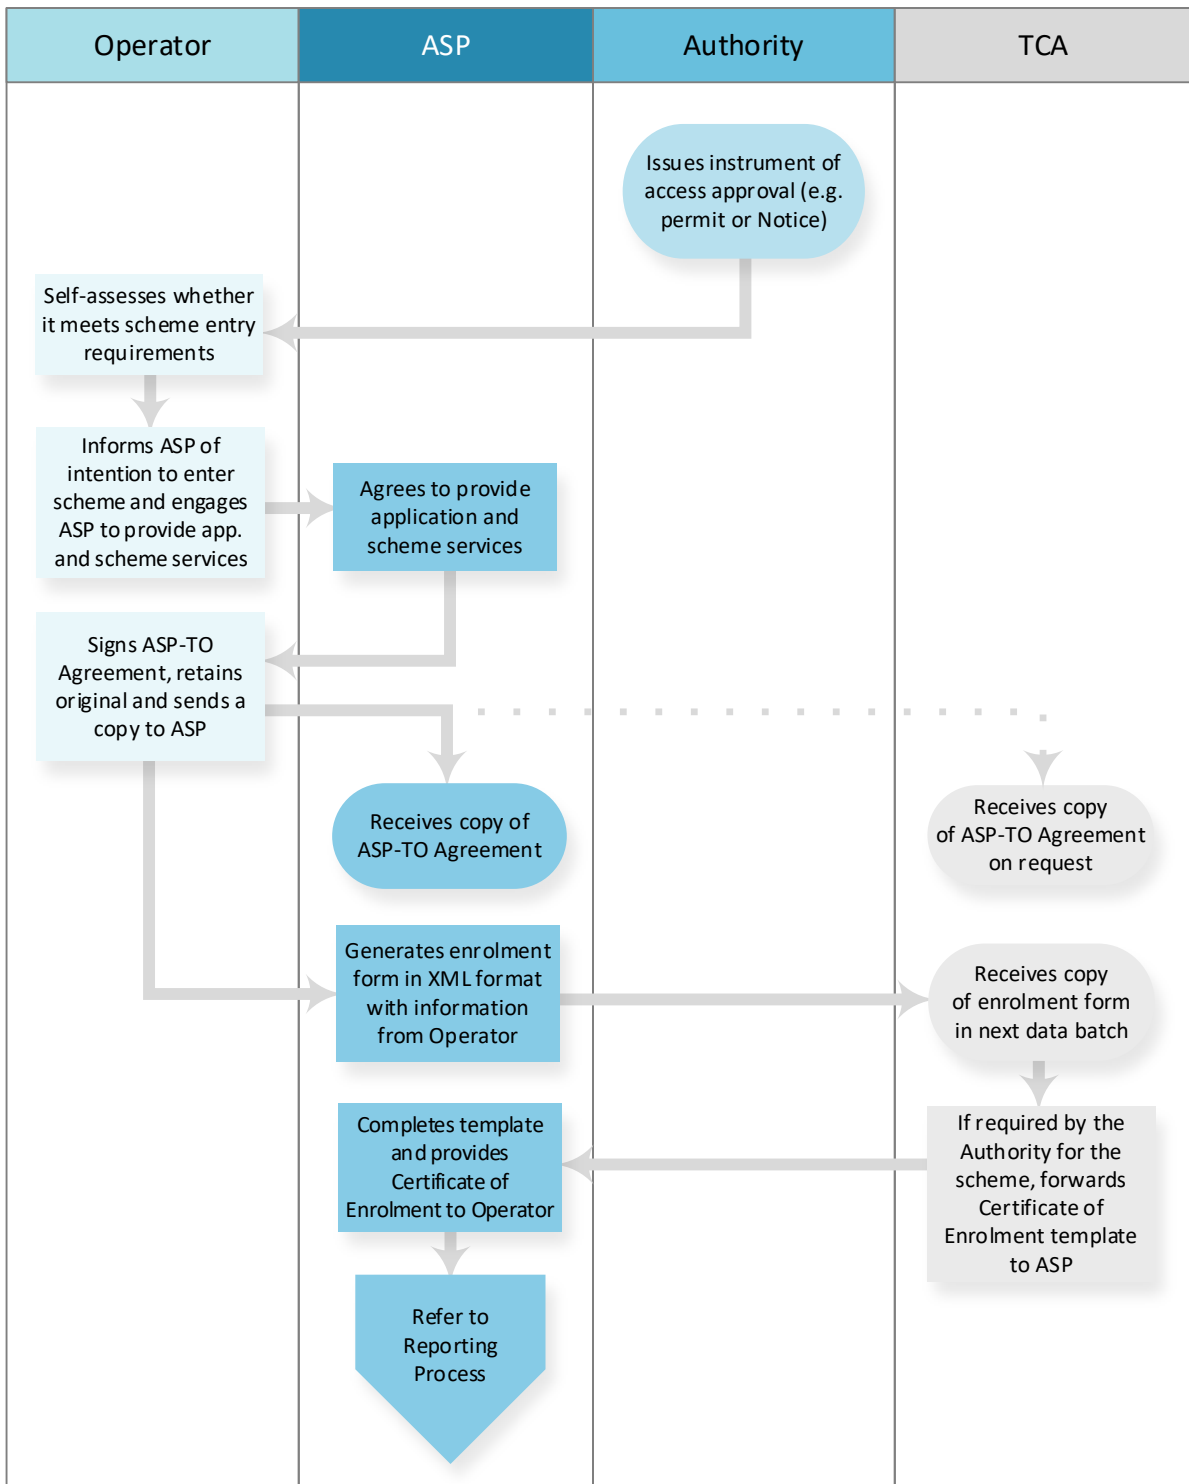 Operator
ASP
Authority
TCA
Issues instrument of
access approval (e.g.
permit or Notice)
Self-assesses whether
it meets scheme entry
requirements
Informs ASP of
intention to enter
scheme and engages
ASP to provide app.
and scheme services
Agrees to provide
application and
scheme services
Signs ASP-TO
Agreement, retains
original and sends a
copy to ASP
Receives copy of
ASP-TO Agreement
Receives copy
of ASP-TO Agreement
on request
Generates enrolment
form in XML format
with information
from Operator
Receives copy
of enrolment form
in next data batch
Completes template
and provides
Certificate of
Enrolment to Operator
If required by the
Authority for the
scheme, forwards
Certificate of
Enrolment template
to ASP
Refer to
Reporting
Process